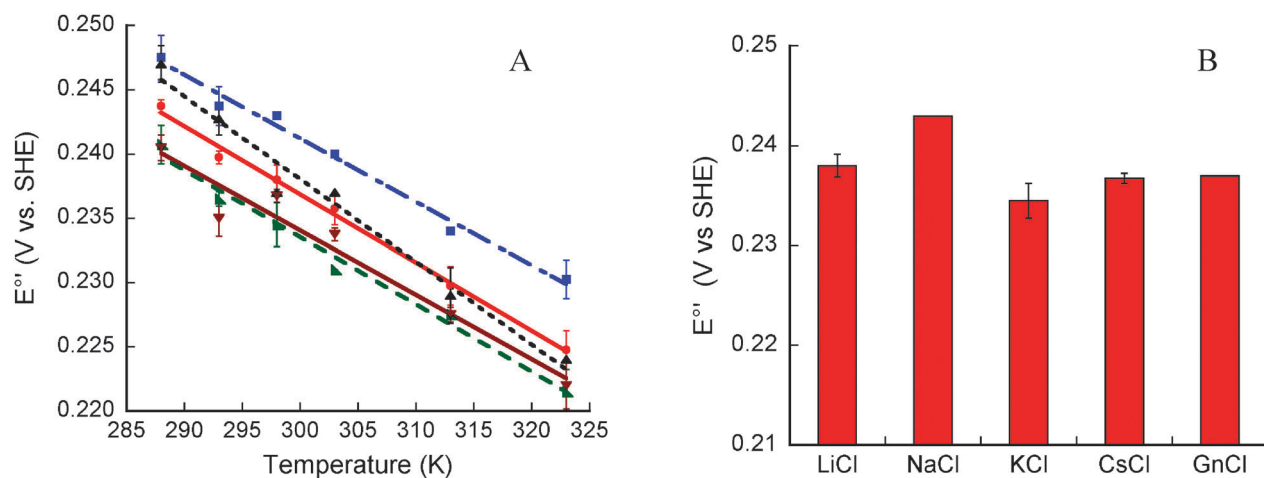 A
0.250
0.245
0.240
0.235
0.230
0.225
0.220
E°'' (V vs. SHE)
285 290 295 300 305 310 315 320 325
Temperature (K)
B
0.25
0.24
0.23
0.22
0.21
E°'' (V vs SHE)
LiCl NaCl KCl CsCl GnCl